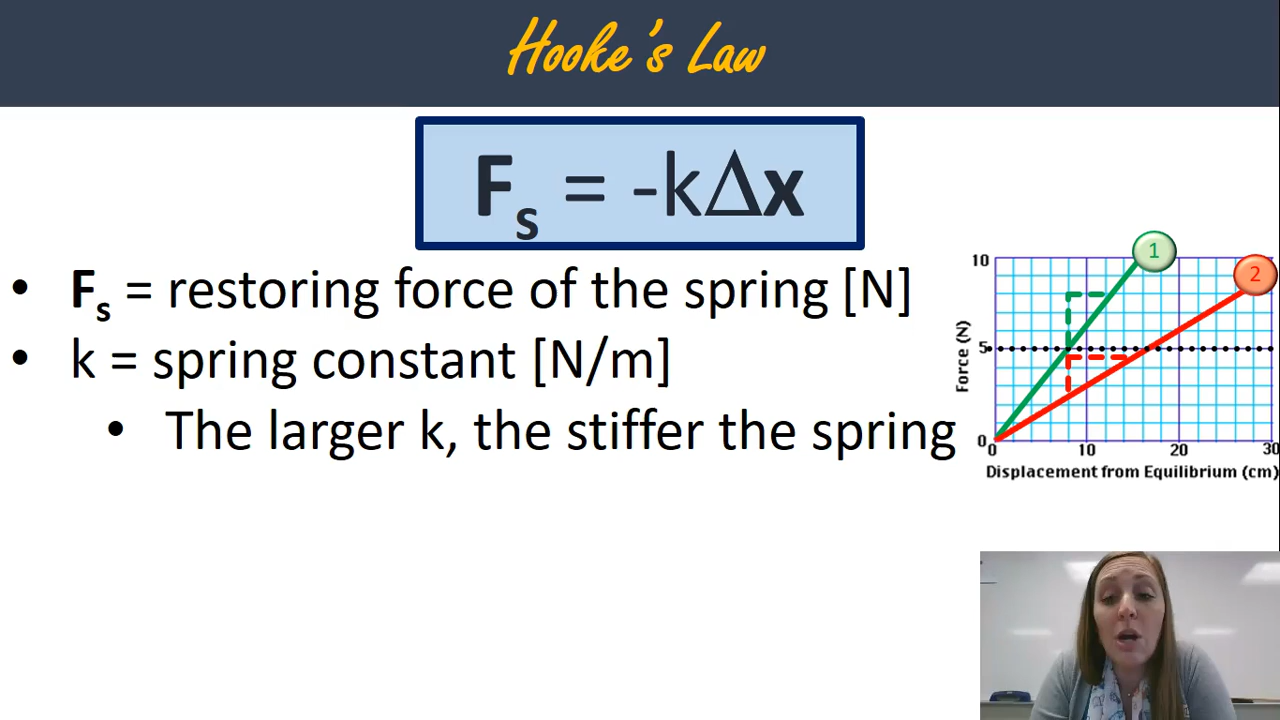 Hooke's Law
Fs = -kΔx
• Fs = restoring force of the spring [N]
• k = spring constant [N/m]
• The larger k, the stiffer the spring
1
2
10
5
0
Force (N)
0 10 20 30
Displacement from Equilibrium (cm)